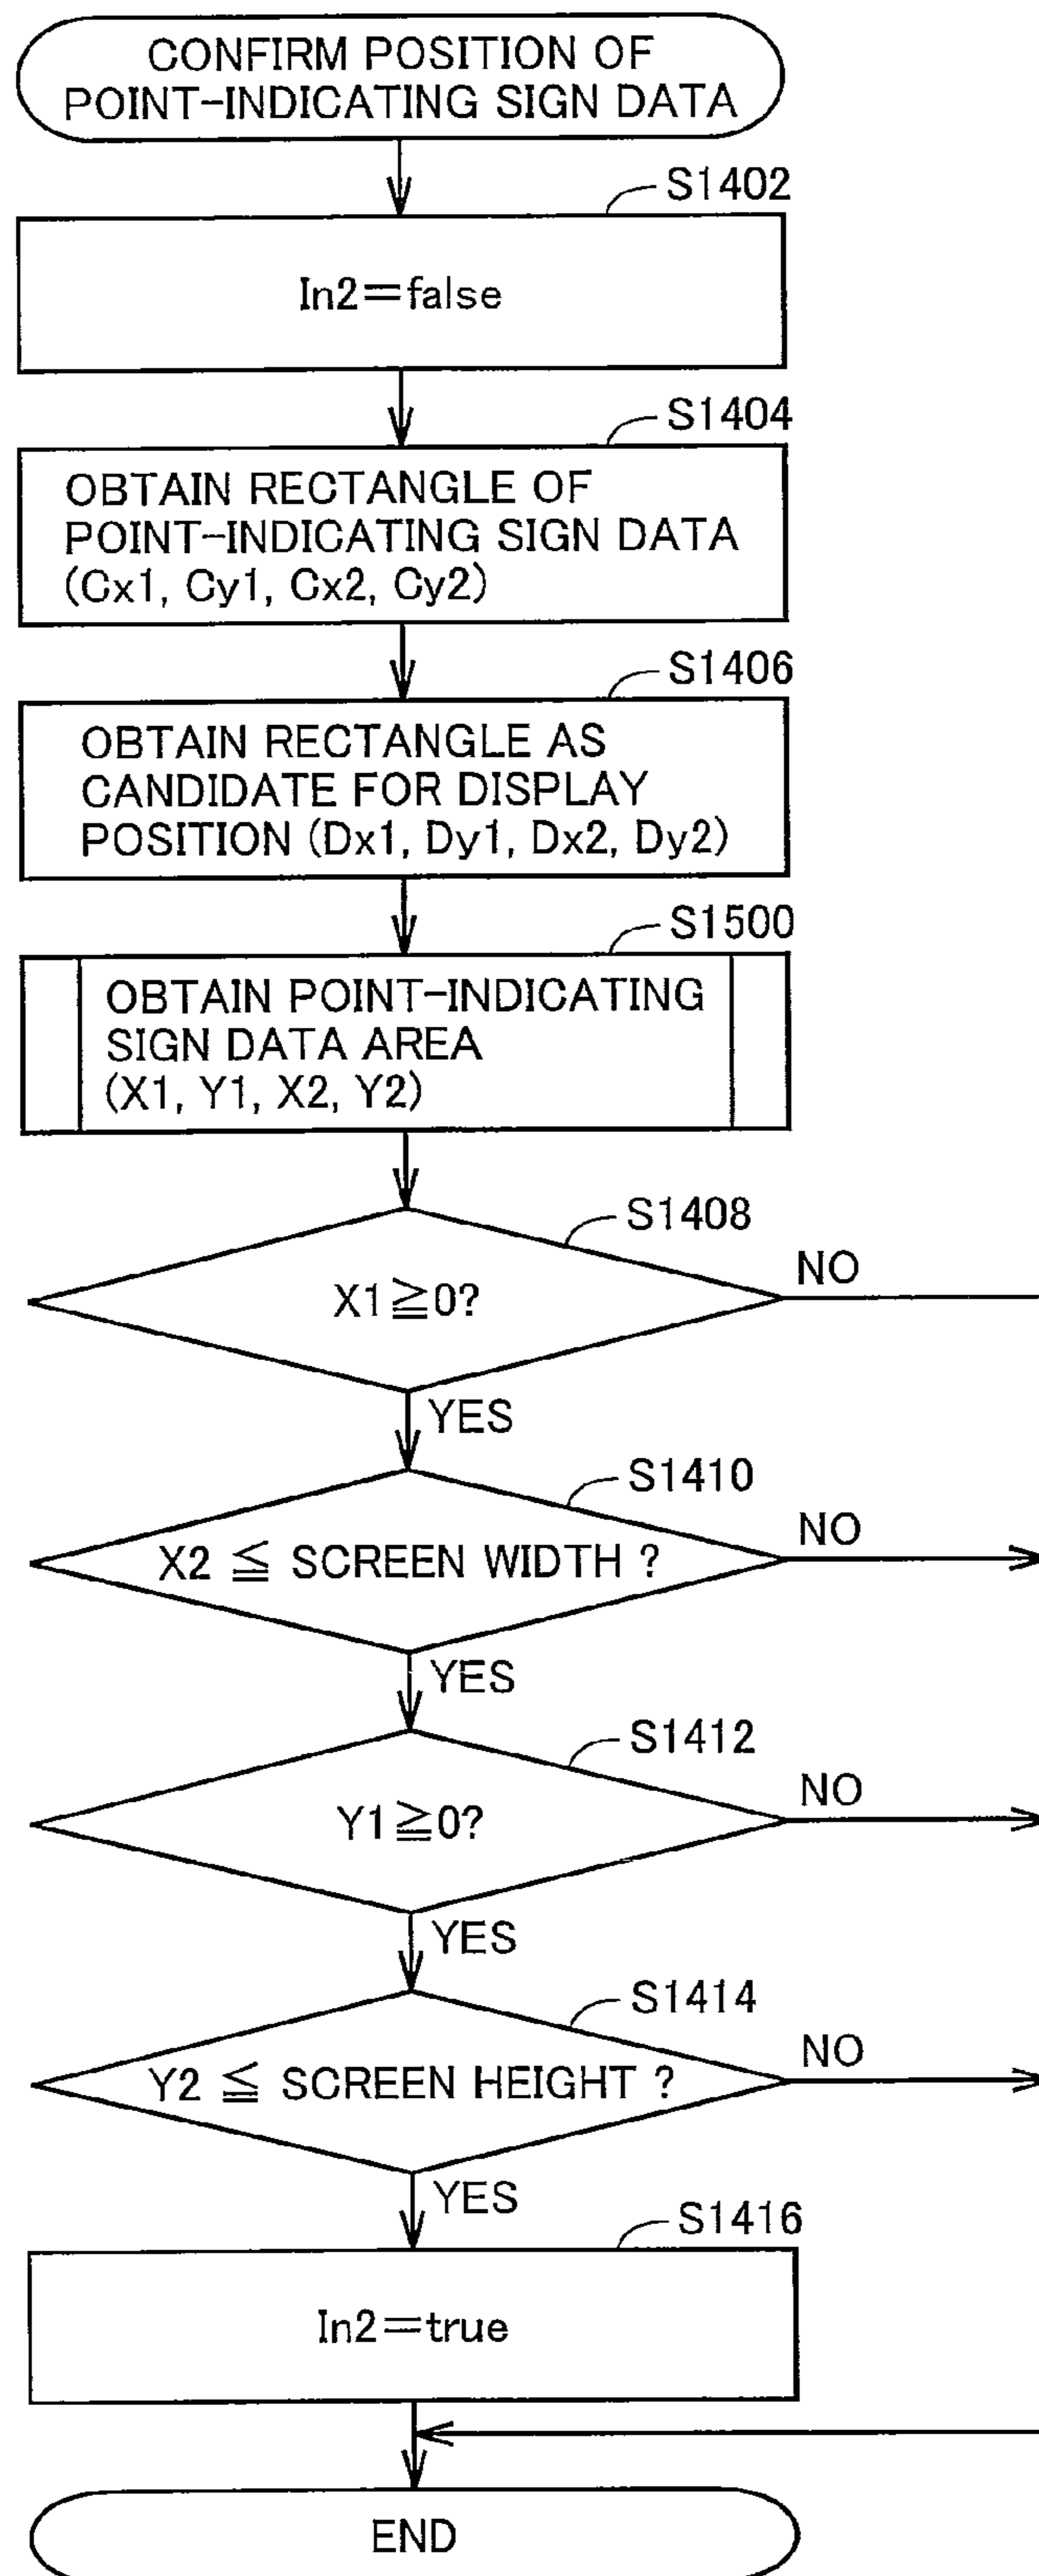 CONFIRM POSITION OF
POINT-INDICATING SIGN DATA
S1402
In2=false
S1404
OBTAIN RECTANGLE OF
POINT-INDICATING SIGN DATA
(Cx1, Cy1, Cx2, Cy2)
S1406
OBTAIN RECTANGLE AS
CANDIDATE FOR DISPLAY
POSITION (Dx1, Dy1, Dx2, Dy2)
S1500
OBTAIN POINT-INDICATING
SIGN DATA AREA
(X1, Y1, X2, Y2)
S1408
X1≧0?
NO
YES
S1410
X2 ≦ SCREEN WIDTH ?
NO
YES
S1412
Y1≧0?
NO
YES
S1414
Y2 ≦ SCREEN HEIGHT ?
NO
YES
S1416
In2=true
END